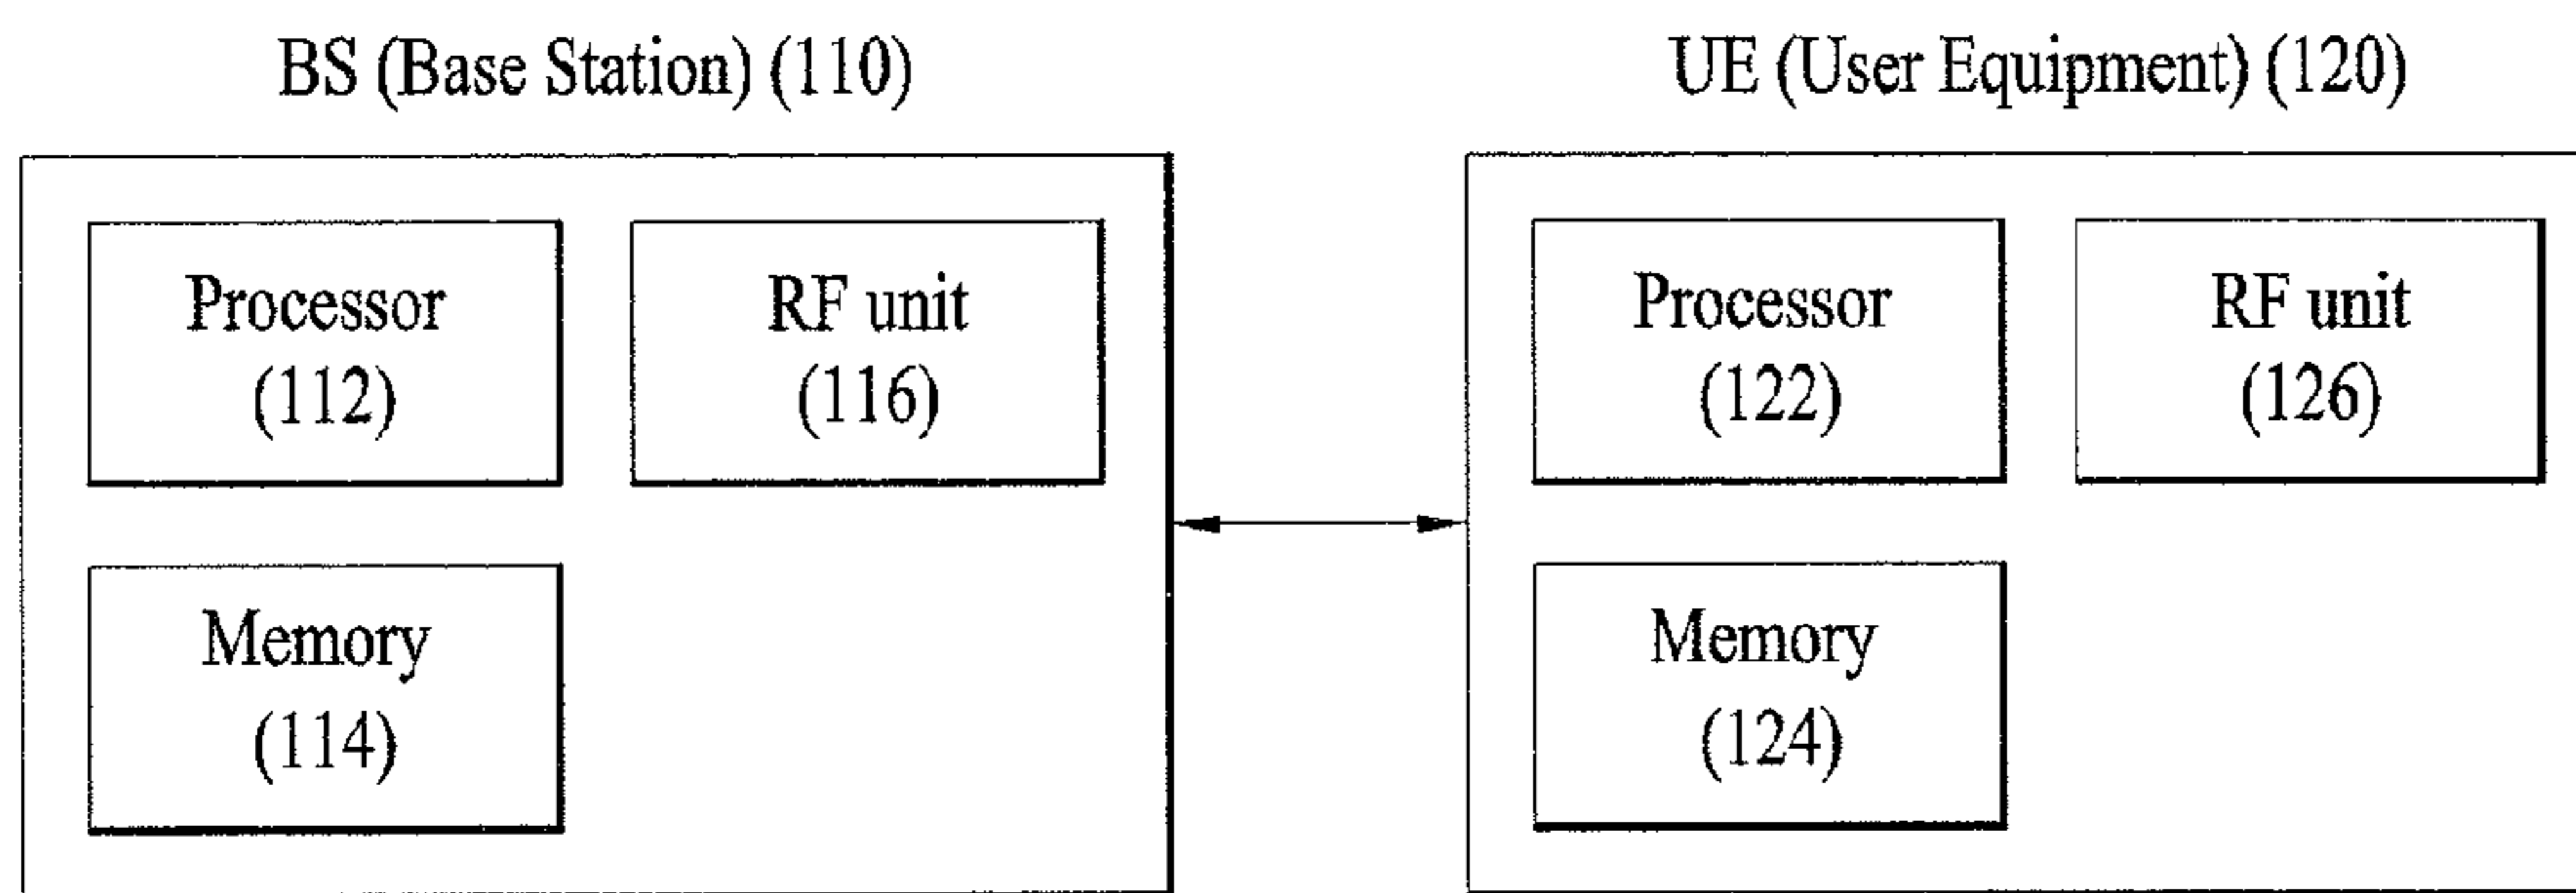 BS (Base Station) (110)
UE (User Equipment) (120)
Processor
(112)
RF unit
(116)
Memory
(114)
Processor
(122)
RF unit
(126)
Memory
(124)